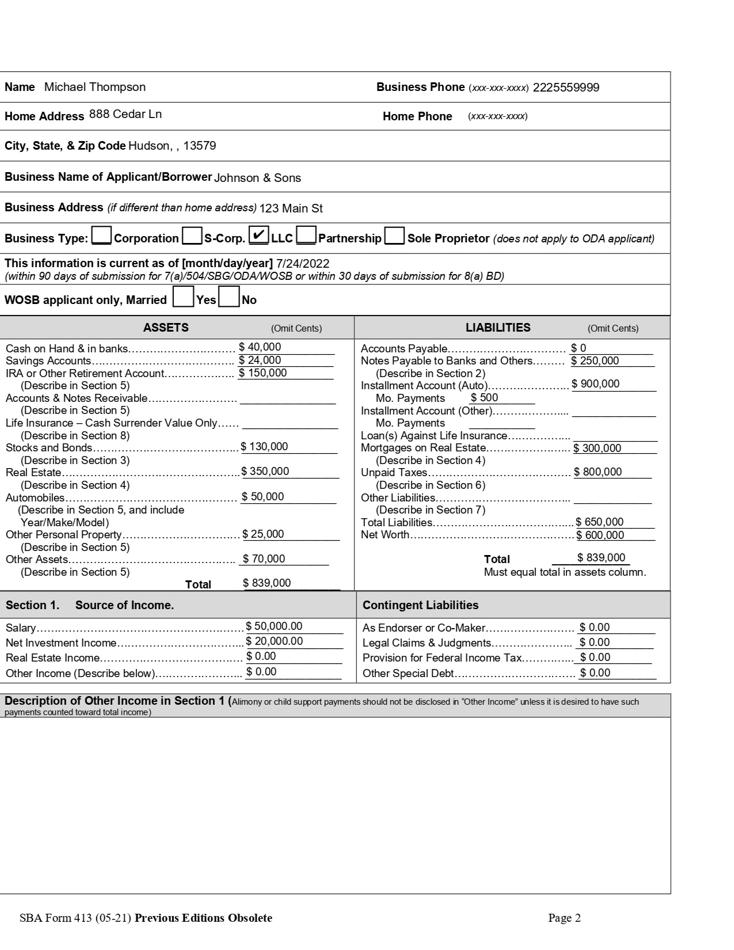 Name Michael Thompson Business Phone (xxx-xxx-xxxx) 2225559999
Home Address 888 Cedar Ln Home Phone (xxx-xxx-xxxx)
City, State, & Zip Code Hudson, , 13579
Business Name of Applicant/Borrower Johnson & Sons
Business Address (if different than home address) 123 Main St
Business Type: Corporation S-Corp. ✔ LLC Partnership Sole Proprietor (does not apply to ODA applicant)
This information is current as of [month/day/year] 7/24/2022
(within 90 days of submission for 7(a)/504/SBG/ODA/WOSB or within 30 days of submission for 8(a) BD)
WOSB applicant only, Married Yes No
ASSETS (Omit Cents)
Cash on Hand & in banks………………………… $ 40,000
Savings Accounts………………………………… $ 24,000
IRA or Other Retirement Account……………… $ 150,000
(Describe in Section 5)
Accounts & Notes Receivable……………………
(Describe in Section 5)
Life Insurance – Cash Surrender Value Only……
(Describe in Section 8)
Stocks and Bonds………………………………… $ 130,000
(Describe in Section 3)
Real Estate………………………………………… $ 350,000
(Describe in Section 4)
Automobiles………………………………………… $ 50,000
(Describe in Section 5, and include
Year/Make/Model)
Other Personal Property………………………… $ 25,000
(Describe in Section 5)
Other Assets……………………………………… $ 70,000
(Describe in Section 5)
Total $ 839,000
LIABILITIES (Omit Cents)
Accounts Payable………………………………… $ 0
Notes Payable to Banks and Others……… $ 250,000
(Describe in Section 2)
Installment Account (Auto)……………………… $ 900,000
Mo. Payments $ 500
Installment Account (Other)……………………
Mo. Payments
Loan(s) Against Life Insurance………………
Mortgages on Real Estate……………………… $ 300,000
(Describe in Section 4)
Unpaid Taxes……………………………………… $ 800,000
(Describe in Section 6)
Other Liabilities……………………………………
(Describe in Section 7)
Total Liabilities…………………………………… $ 650,000
Net Worth………………………………………… $ 600,000
Total $ 839,000
Must equal total in assets column.
Section 1. Source of Income.
Salary……………………………………………… $ 50,000.00
Net Investment Income………………………… $ 20,000.00
Real Estate Income……………………………… $ 0.00
Other Income (Describe below)……………………… $ 0.00
Contingent Liabilities
As Endorser or Co-Maker……………………… $ 0.00
Legal Claims & Judgments……………………… $ 0.00
Provision for Federal Income Tax…………… $ 0.00
Other Special Debt……………………………… $ 0.00
Description of Other Income in Section 1 (Alimony or child support payments should not be disclosed in "Other Income" unless it is desired to have such
payments counted toward total income)
SBA Form 413 (05-21) Previous Editions Obsolete Page 2